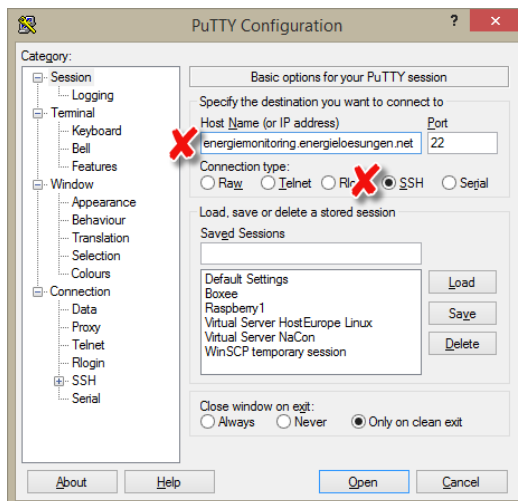 PuTTY Configuration
?
Category:
Session
Logging
Terminal
Keyboard
Bell
Features
Window
Appearance
Behaviour
Translation
Selection
Colours
Connection
Data
Proxy
Telnet
Rlogin
SSH
Serial
Basic options for your PuTTY session
Specify the destination you want to connect to
Host Name (or IP address) Port
energiemonitoring.energieloesungen.net 22
Connection type:
Raw Telnet SSH Serial
Load, save or delete a stored session
Saved Sessions
Default Settings
Boxee
Raspberry1
Virtual Server HostEurope Linux
Virtual Server NaCon
WinSCP temporary session
Load
Save
Delete
Close window on exit:
Always Never Only on clean exit
About Help Open Cancel